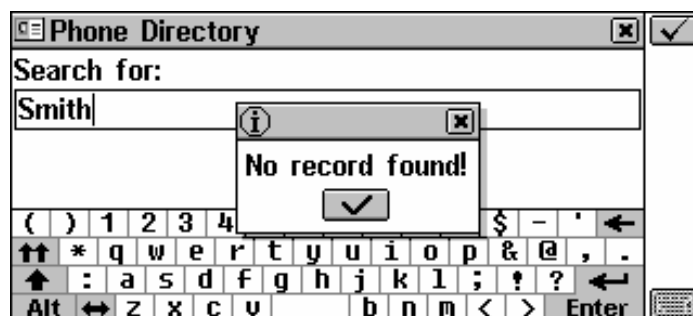 Phone Directory
Search for:
Smith
No record found!
( ) 1 2 3 4 $ - '
* q w e r t y u i o p & @ , .
: a s d f g h j k l ; ! ?
Alt z x c v b n m < > Enter